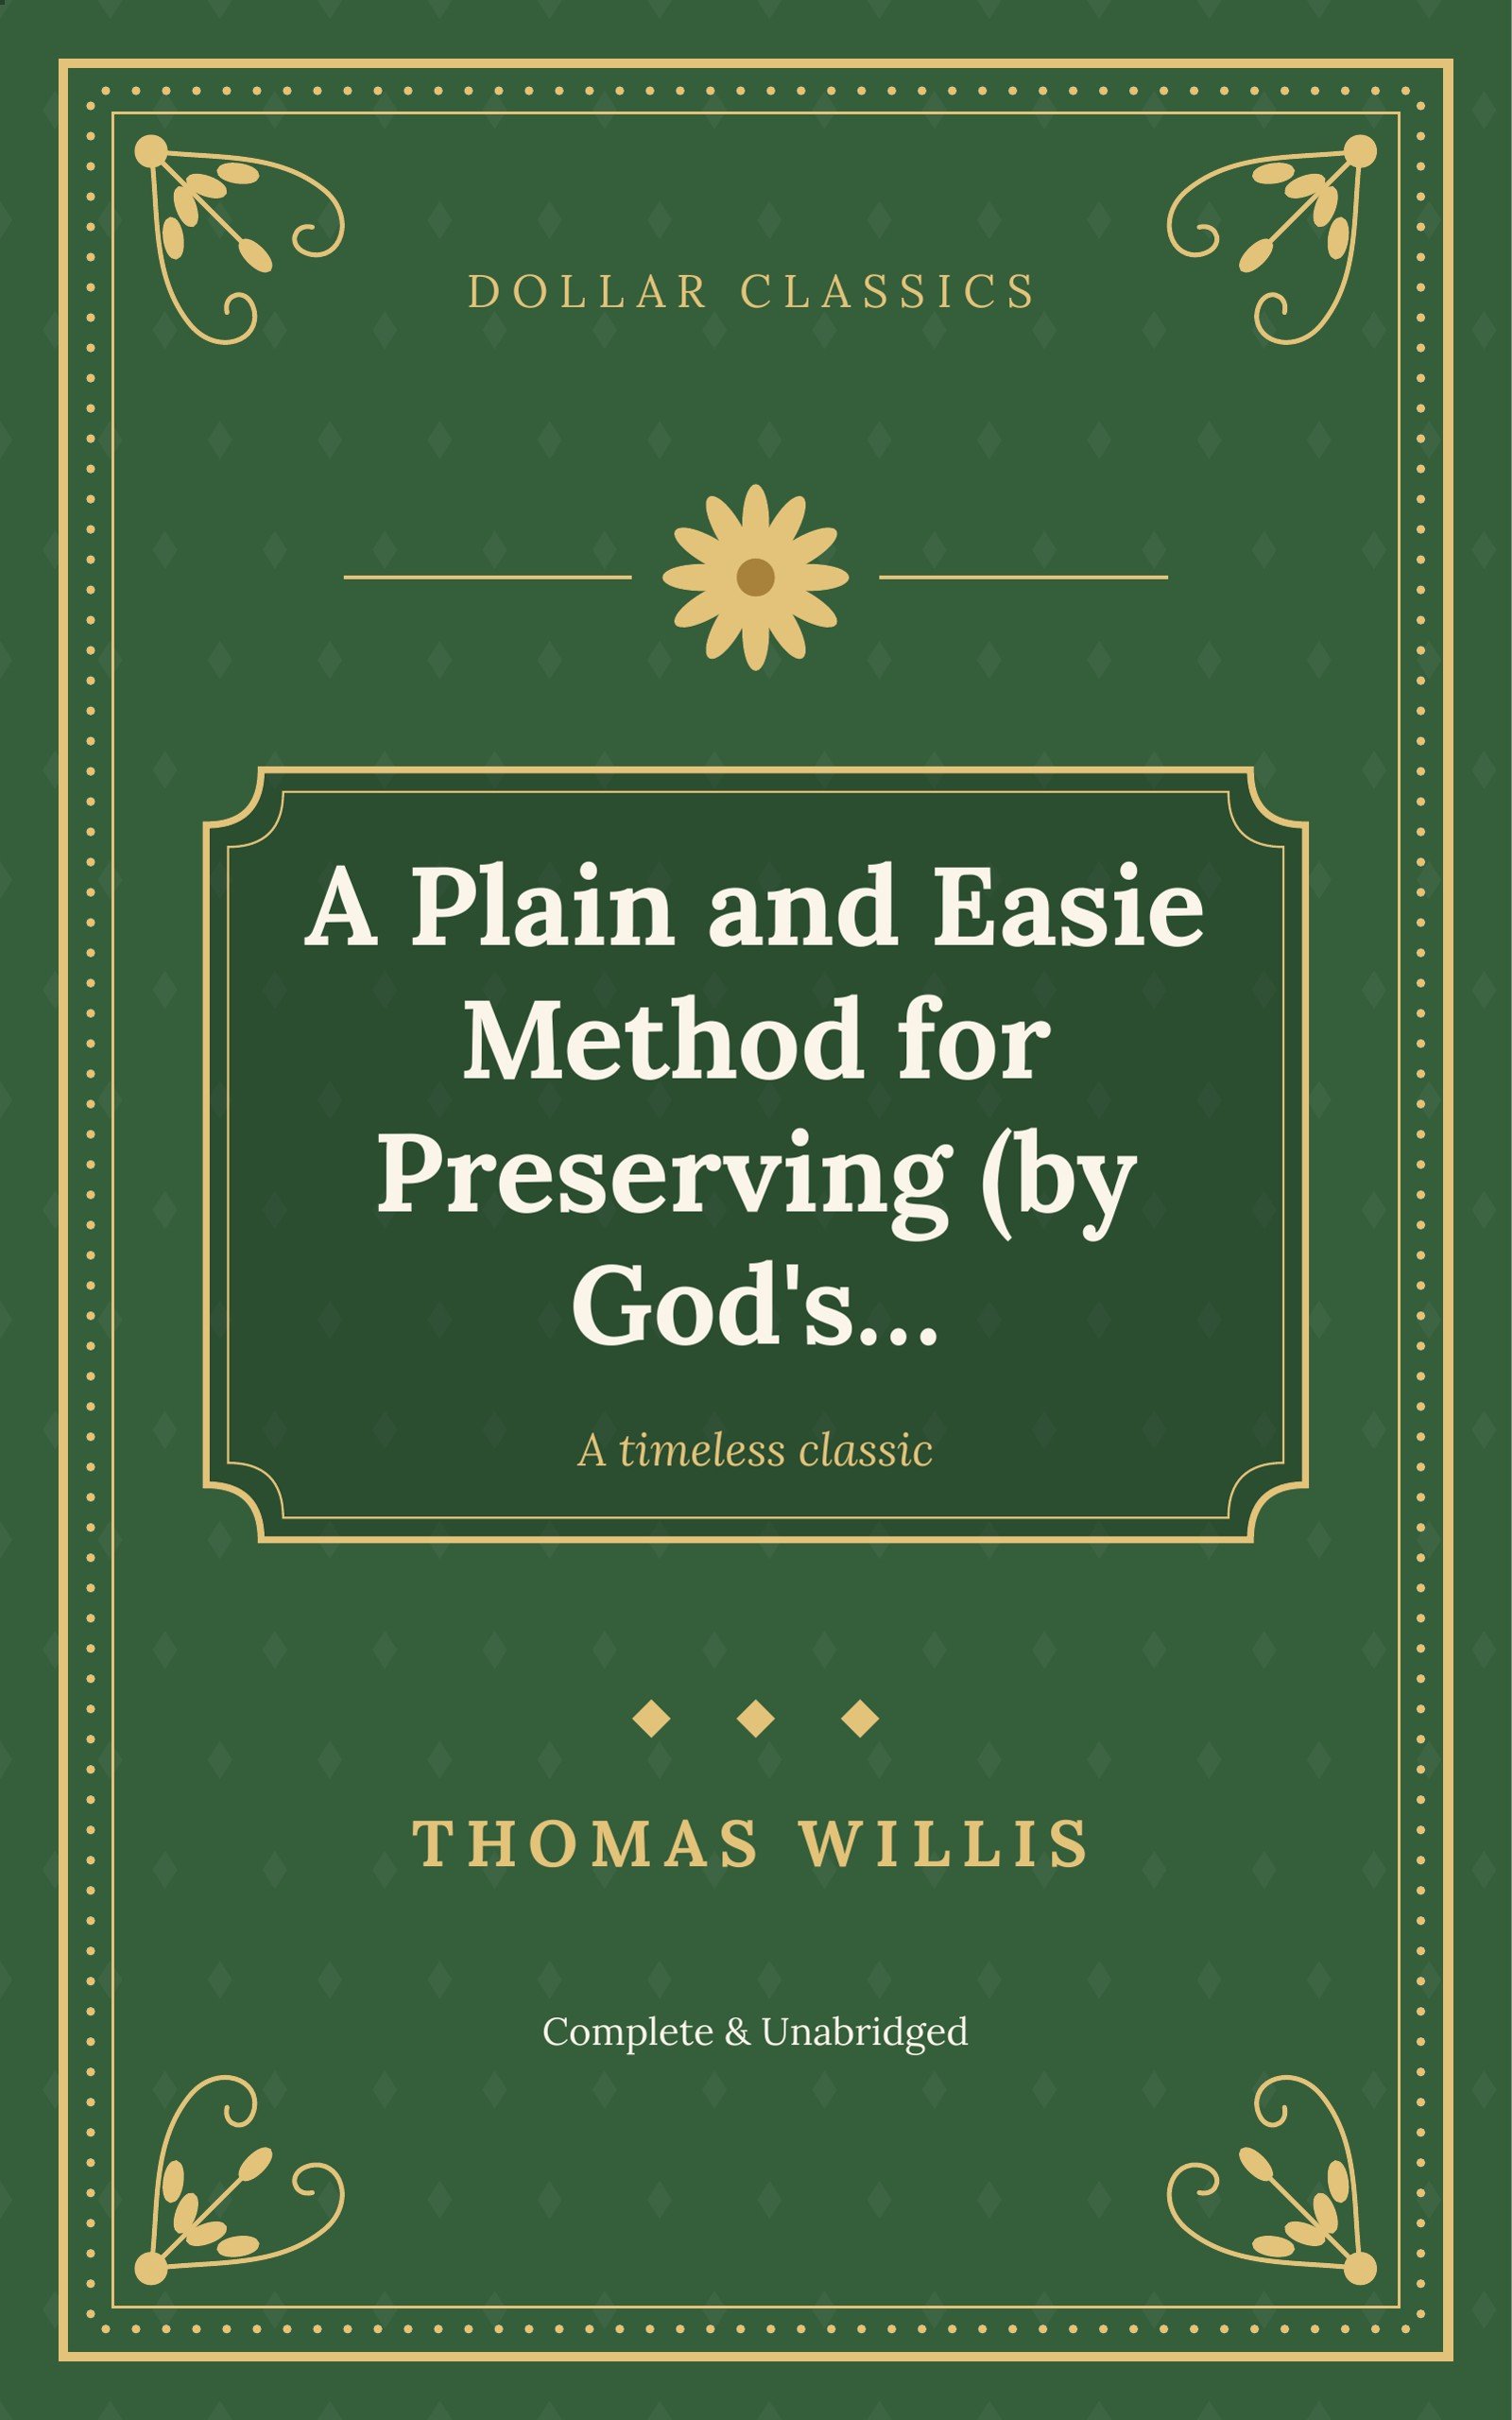 DOLLAR CLASSICS
A Plain and Easie
Method for
Preserving (by
God's...
A timeless classic
THOMAS WILLIS
Complete & Unabridged